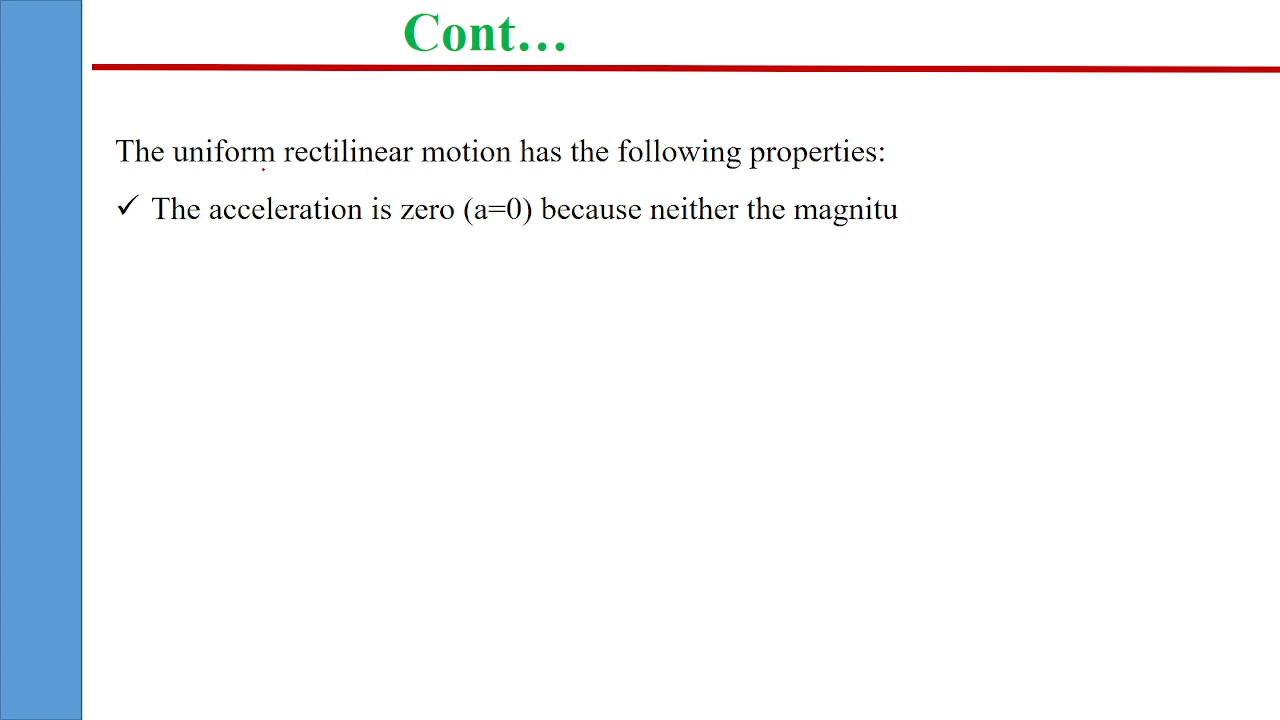 Cont…
The uniform rectilinear motion has the following properties:
✓ The acceleration is zero (a=0) because neither the magnitu